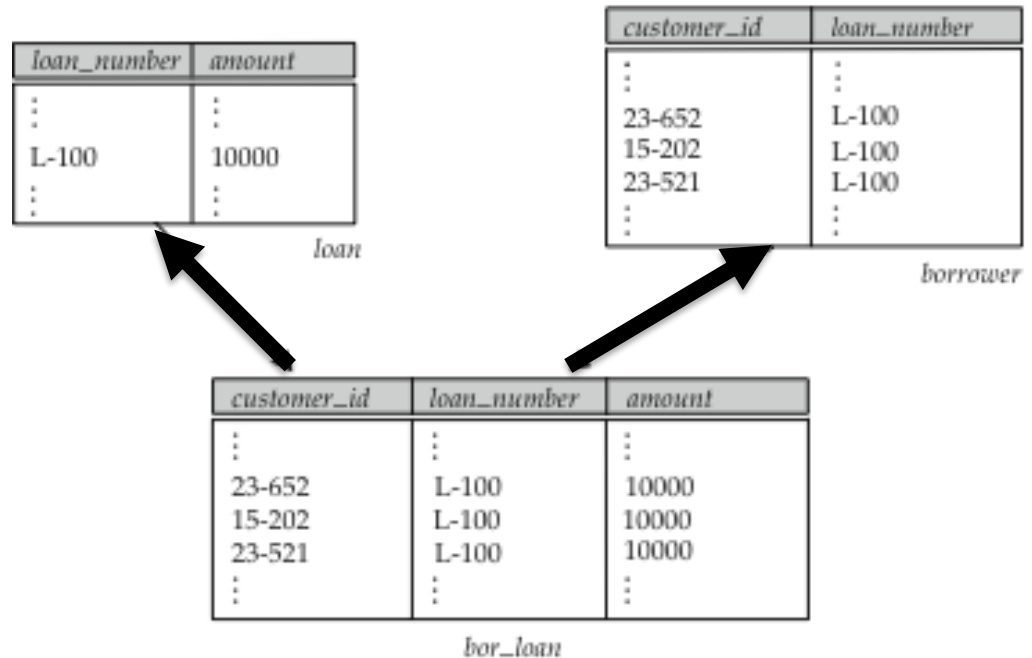 loan_number amount
⋮ ⋮
L-100 10000
⋮ ⋮
loan
customer_id loan_number
⋮ ⋮
23-652 L-100
15-202 L-100
23-521 L-100
⋮ ⋮
borrower
customer_id loan_number amount
⋮ ⋮ ⋮
23-652 L-100 10000
15-202 L-100 10000
23-521 L-100 10000
⋮ ⋮ ⋮
bor_loan